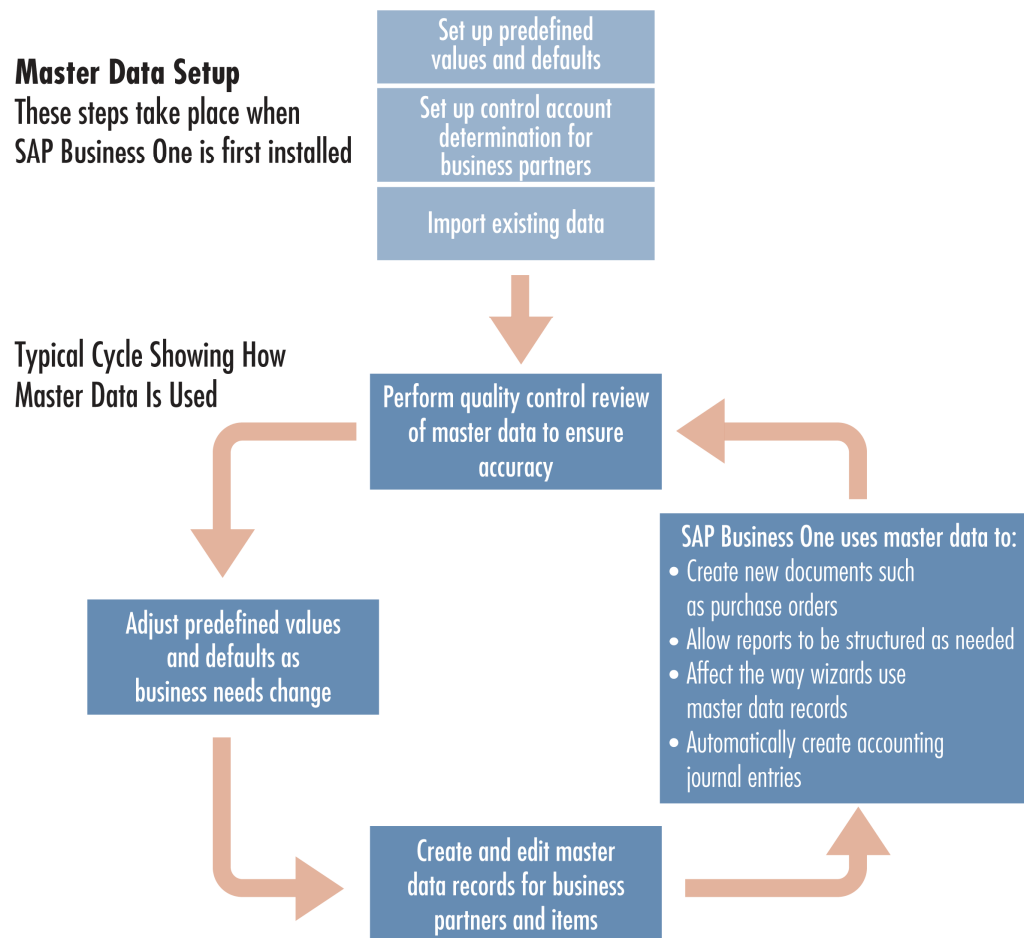 Master Data Setup
These steps take place when
SAP Business One is first installed
Set up predefined
values and defaults
Set up control account
determination for
business partners
Import existing data
Typical Cycle Showing How
Master Data Is Used
Perform quality control review
of master data to ensure
accuracy
Adjust predefined values
and defaults as
business needs change
Create and edit master
data records for business
partners and items
SAP Business One uses master data to:
• Create new documents such
as purchase orders
• Allow reports to be structured as needed
• Affect the way wizards use
master data records
• Automatically create accounting
journal entries